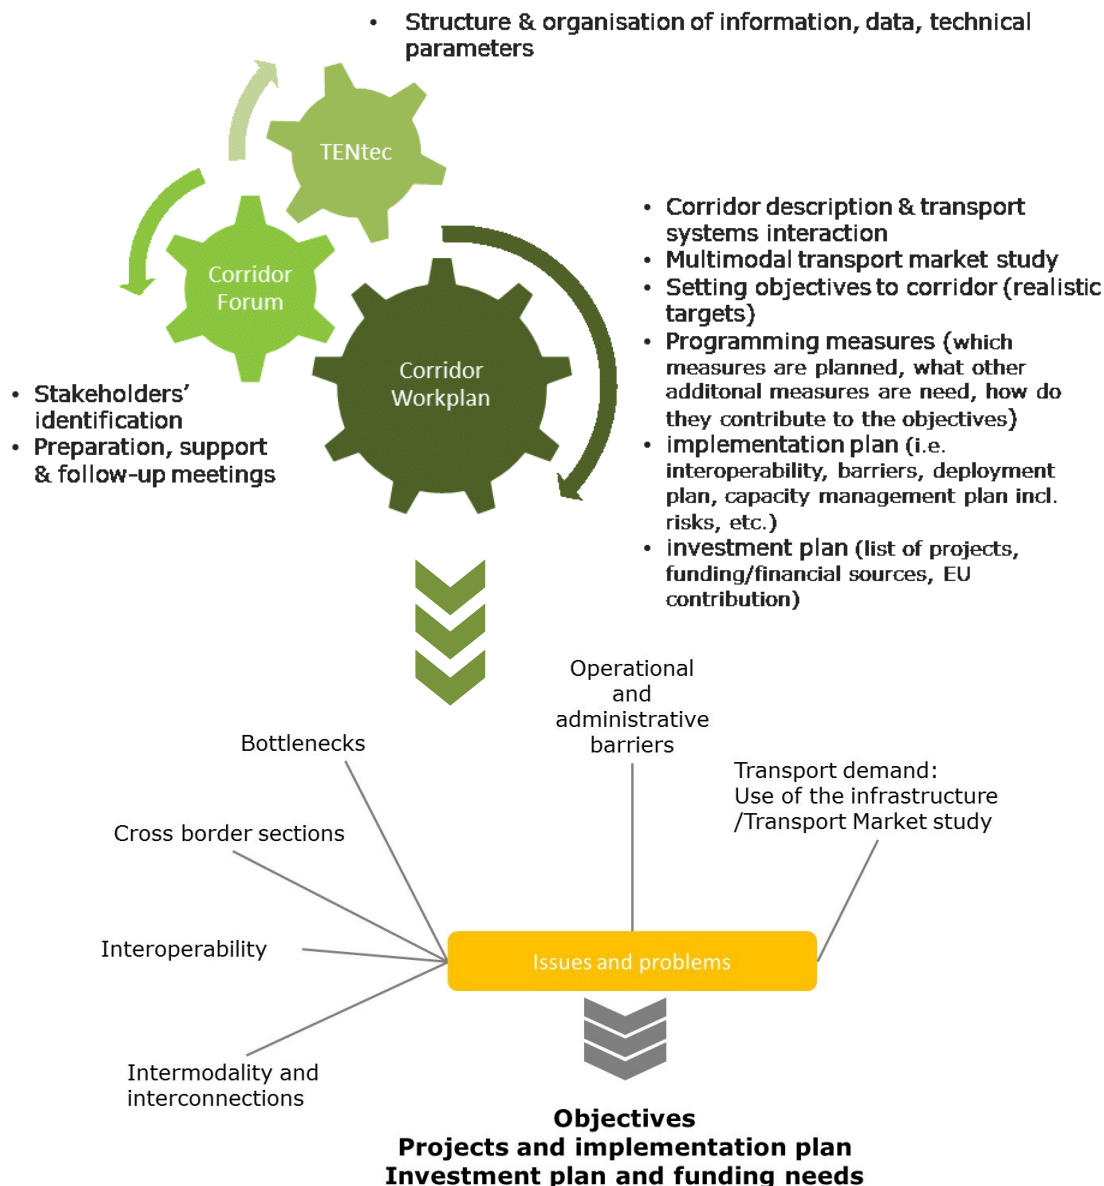 • Structure & organisation of information, data, technical
parameters
TENtec
Corridor
Forum
Corridor
Workplan
• Stakeholders'
identification
• Preparation, support
& follow-up meetings
• Corridor description & transport
systems interaction
• Multimodal transport market study
• Setting objectives to corridor (realistic
targets)
• Programming measures (which
measures are planned, what other
additonal measures are need, how do
they contribute to the objectives)
• implementation plan (i.e.
interoperability, barriers, deployment
plan, capacity management plan incl.
risks, etc.)
• investment plan (list of projects,
funding/financial sources, EU
contribution)
Operational
and
administrative
barriers
Bottlenecks
Transport demand:
Use of the infrastructure
/Transport Market study
Cross border sections
Interoperability
Issues and problems
Intermodality and
interconnections
Objectives
Projects and implementation plan
Investment plan and funding needs